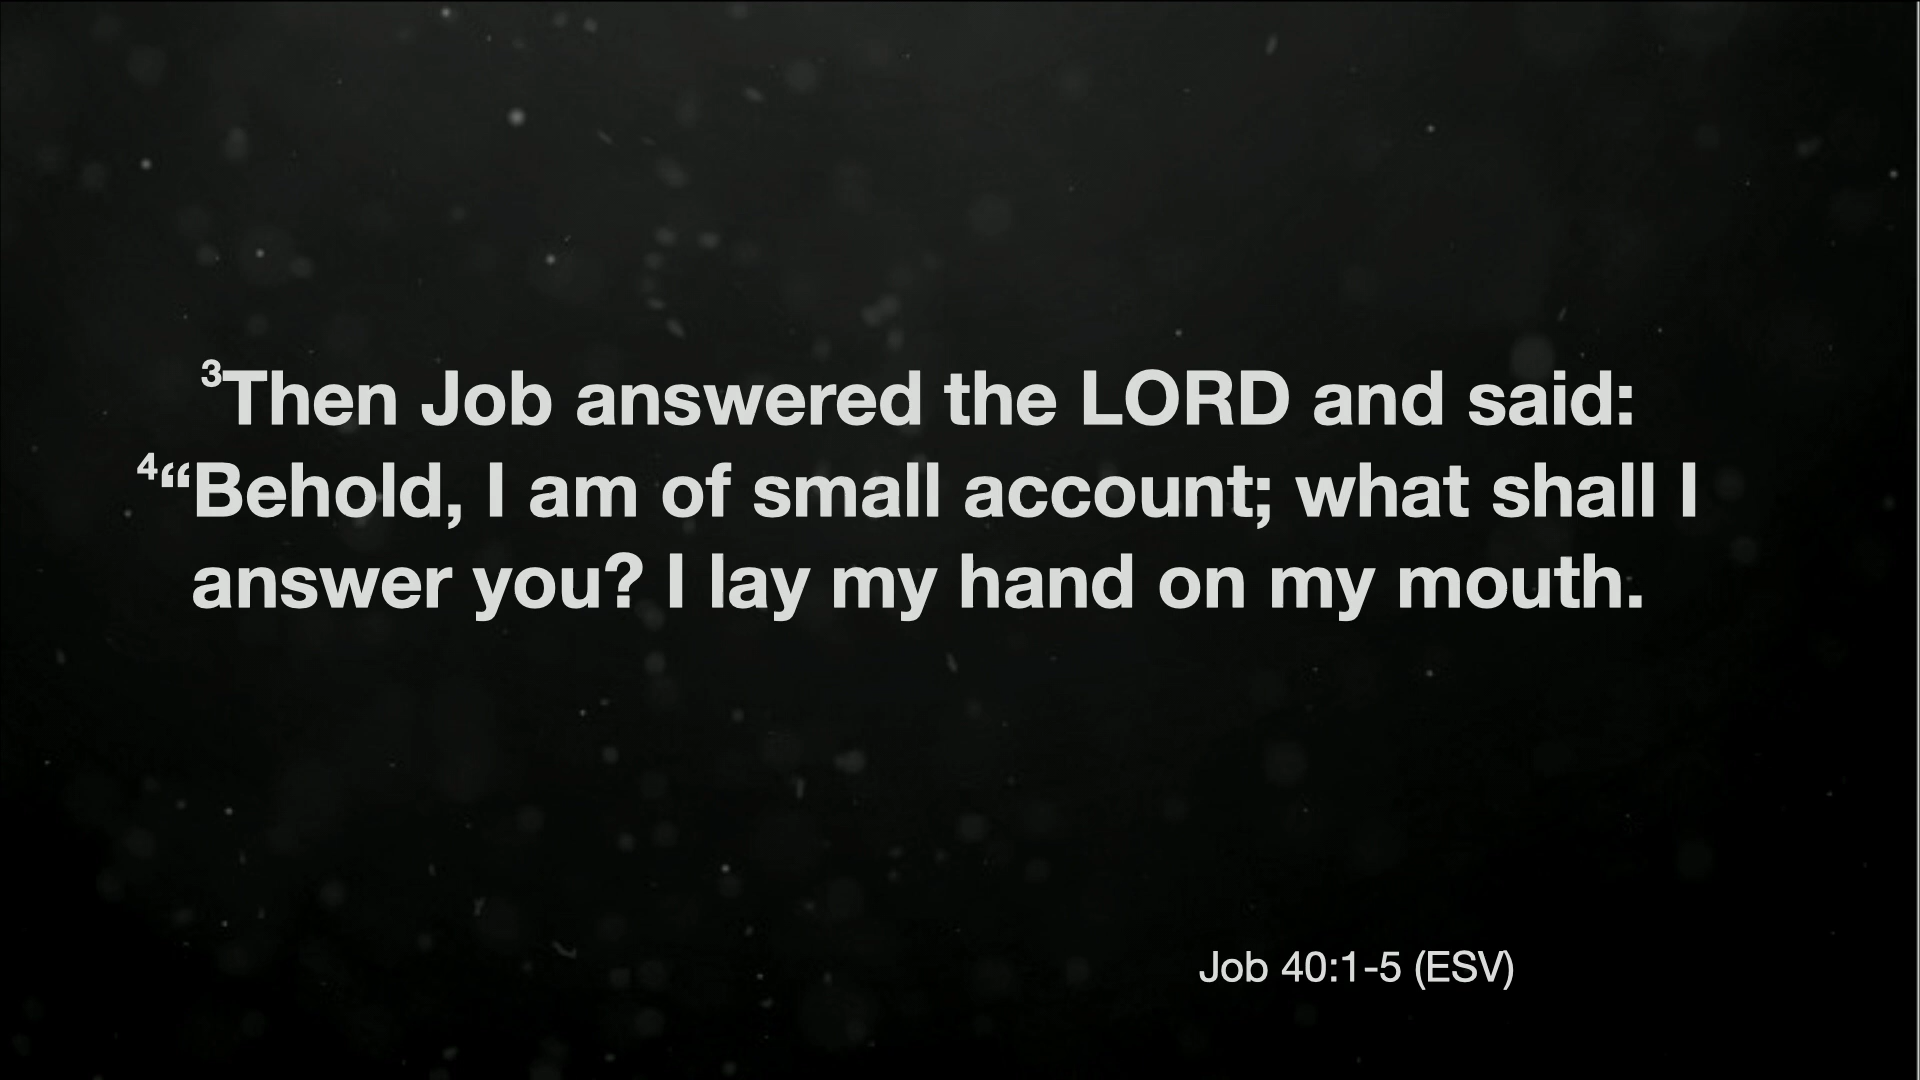 ³Then Job answered the LORD and said:
⁴“Behold, I am of small account; what shall I
answer you? I lay my hand on my mouth.
Job 40:1-5 (ESV)